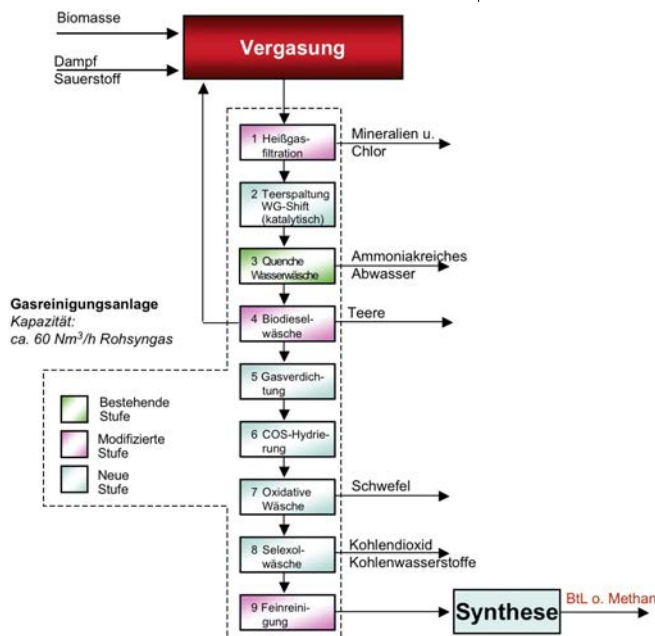 Biomasse
Dampf
Sauerstoff
Vergasung
1 Heißgas-
filtration
Mineralien u.
Chlor
2 Teerspaltung
WG-Shift
(katalytisch)
3 Quenche
Wasserwäsche
Ammoniakreiches
Abwasser
Gasreinigungsanlage
Kapazität:
ca. 60 Nm³/h Rohsyngas
4 Biodiesel-
wäsche
Teere
5 Gasverdich-
tung
Bestehende
Stufe
Modifizierte
Stufe
Neue
Stufe
6 COS-Hydrie-
rung
7 Oxidative
Wäsche
Schwefel
8 Selexol-
wäsche
Kohlendioxid
Kohlenwasserstoffe
9 Feinreini-
gung
Synthese
BtL o. Methan